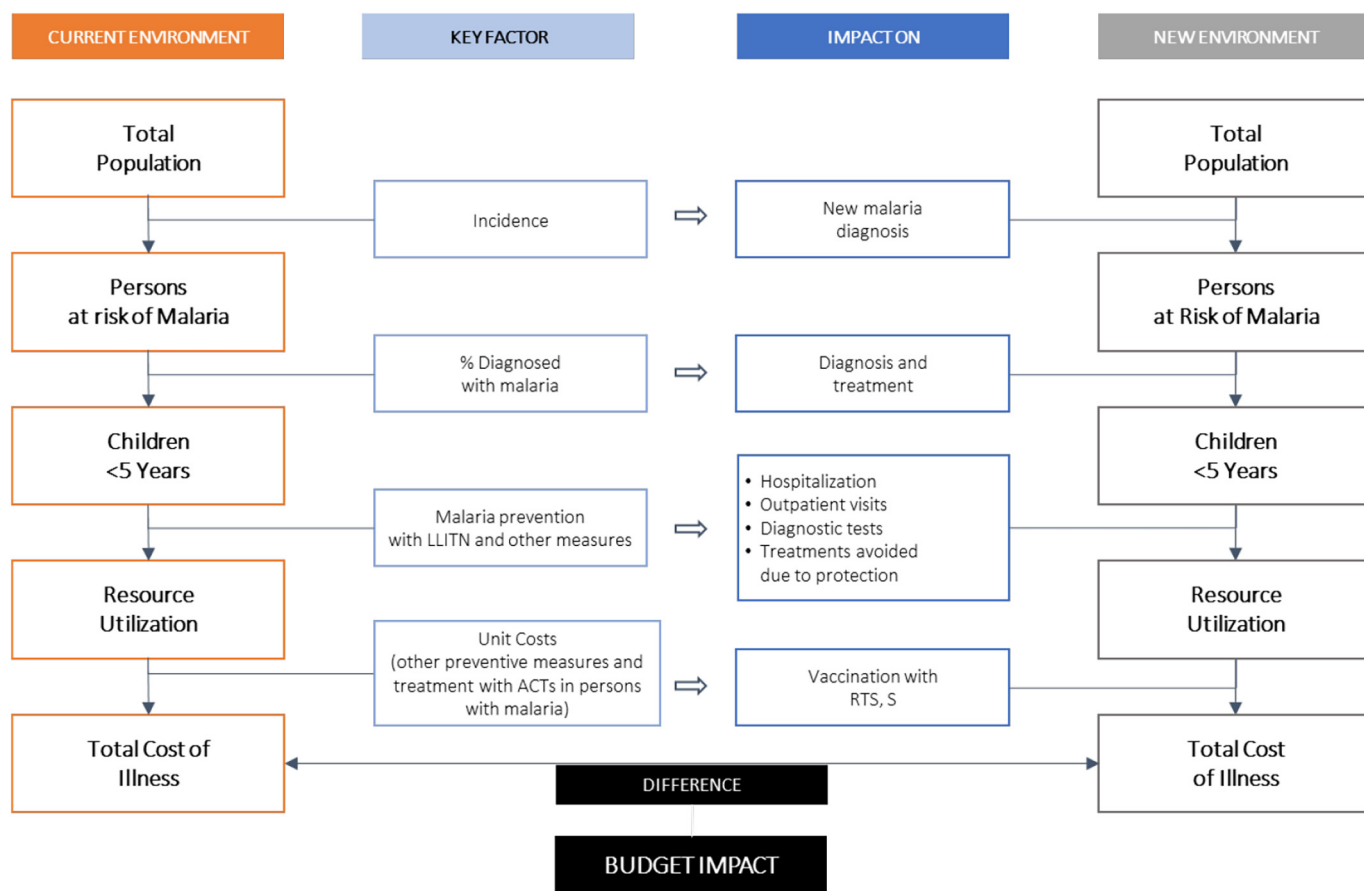 CURRENT ENVIRONMENT
KEY FACTOR
IMPACT ON
NEW ENVIRONMENT
Total
Population
Total
Population
Incidence
New malaria
diagnosis
Persons
at risk of Malaria
Persons
at Risk of Malaria
% Diagnosed
with malaria
Diagnosis and
treatment
Children
<5 Years
Children
<5 Years
Malaria prevention
with LLITN and other measures
• Hospitalization
• Outpatient visits
• Diagnostic tests
• Treatments avoided
due to protection
Resource
Utilization
Resource
Utilization
Unit Costs
(other preventive measures and
treatment with ACTs in persons
with malaria)
Vaccination with
RTS, S
Total Cost of
Illness
Total Cost
of Illness
DIFFERENCE
BUDGET IMPACT